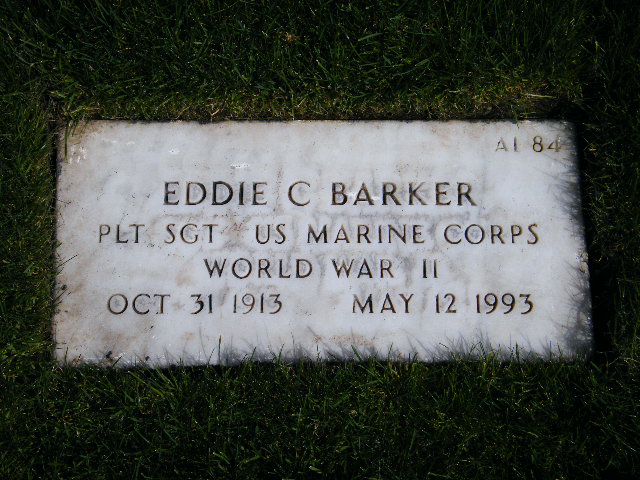 A1 84
EDDIE C BARKER
PLT SGT US MARINE CORPS
WORLD WAR II
OCT 31 1913 MAY 12 1993